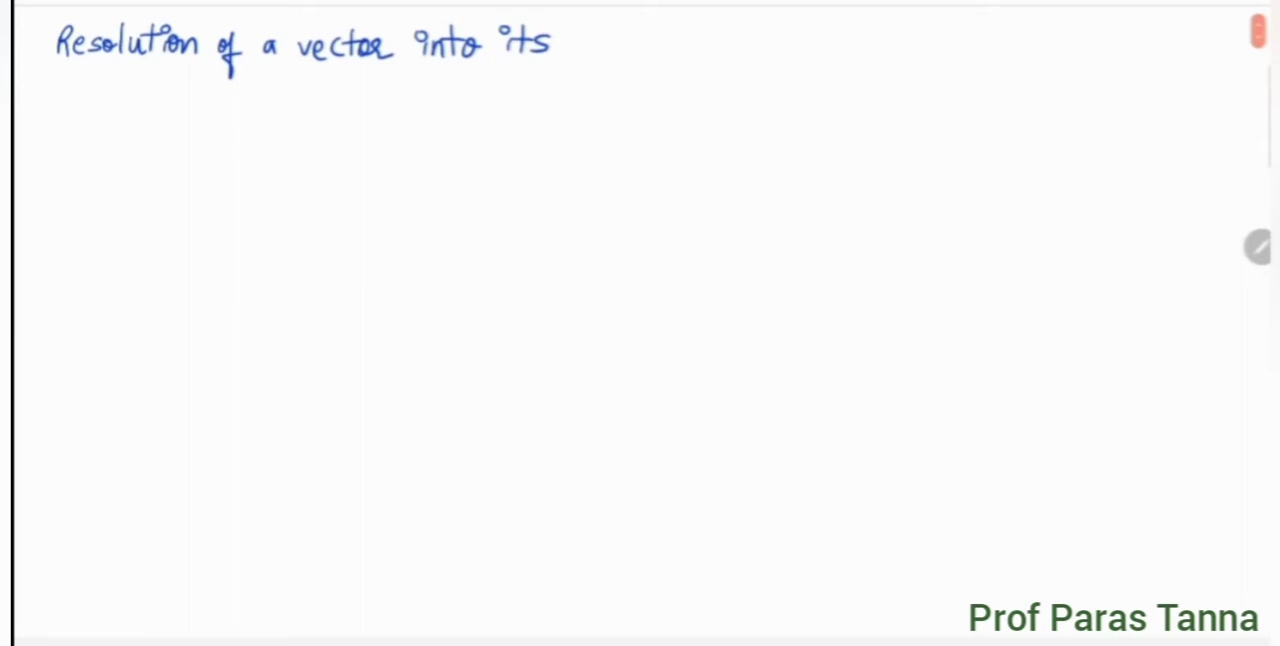 Resolution of a vector into its
Prof Paras Tanna